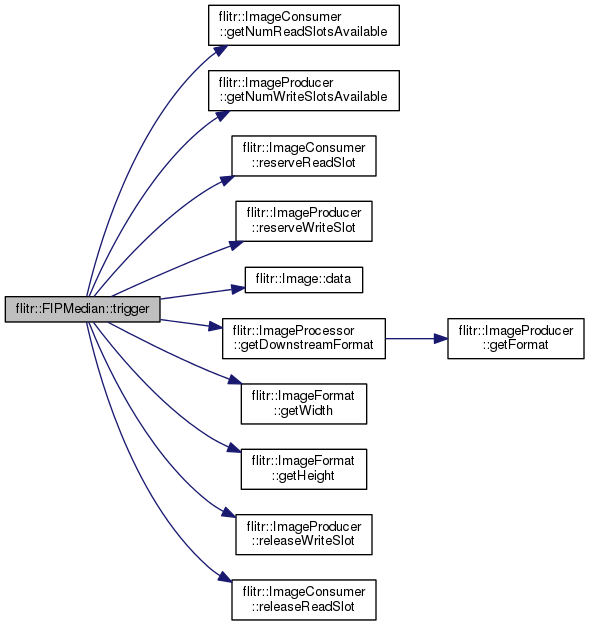 flitr::ImageConsumer
::getNumReadSlotsAvailable
flitr::ImageProducer
::getNumWriteSlotsAvailable
flitr::ImageConsumer
::reserveReadSlot
flitr::ImageProducer
::reserveWriteSlot
flitr::Image::data
flitr::FIPMedian::trigger
flitr::ImageProcessor
::getDownstreamFormat
flitr::ImageProducer
::getFormat
flitr::ImageFormat
::getWidth
flitr::ImageFormat
::getHeight
flitr::ImageProducer
::releaseWriteSlot
flitr::ImageConsumer
::releaseReadSlot